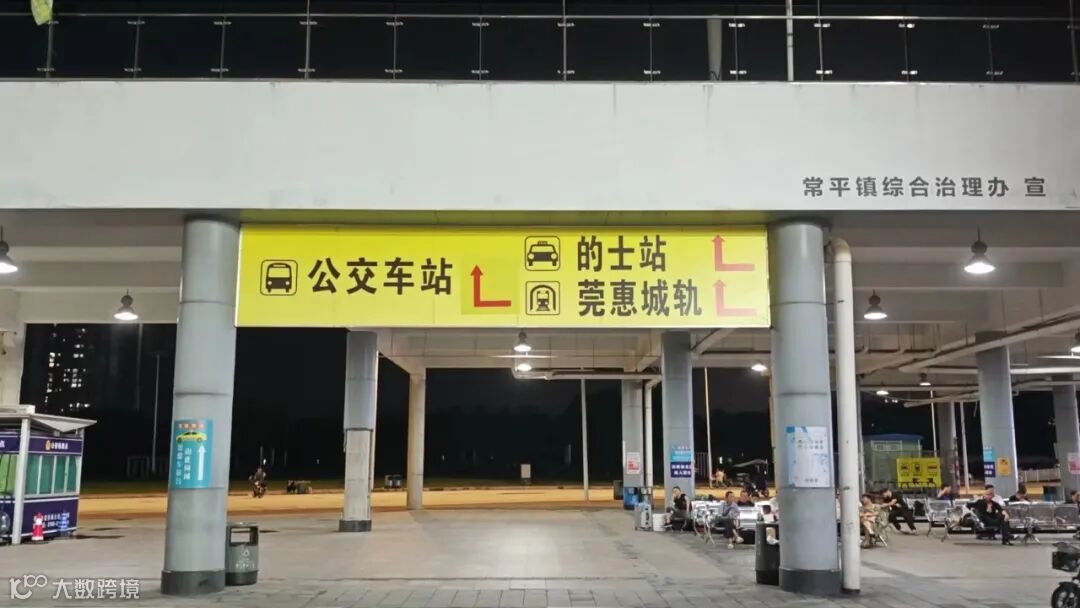 常平镇综合治理办 宣
公交车站
的士站
莞惠城轨
大数跨境